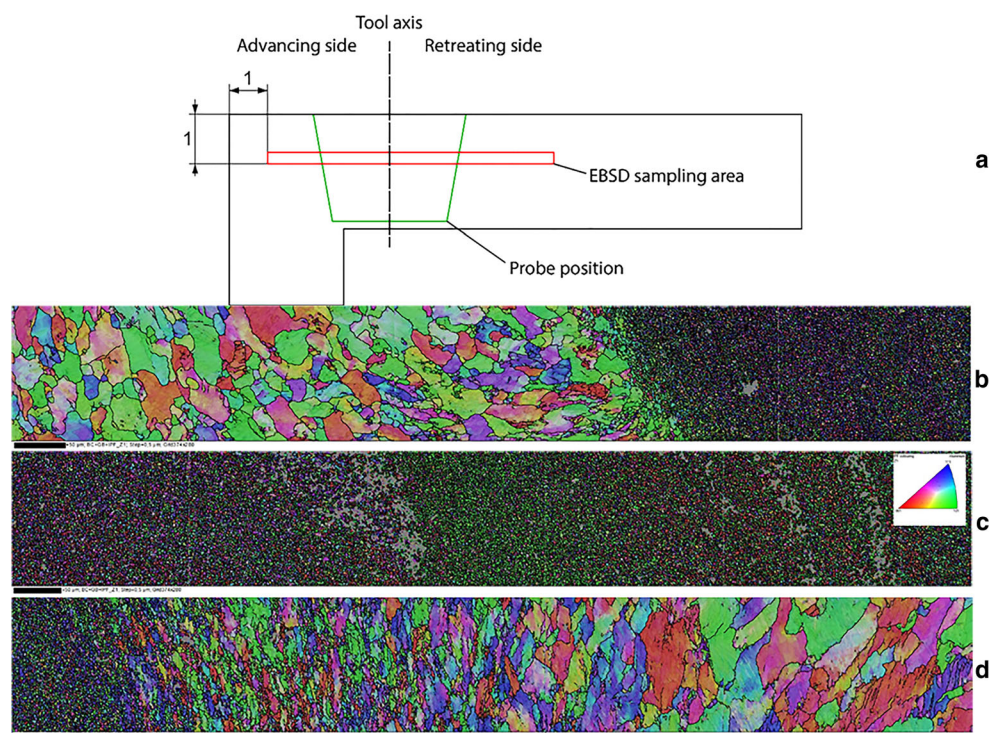 Tool axis
Advancing side
Retreating side
1
1
a
EBSD sampling area
Probe position
b
c
d